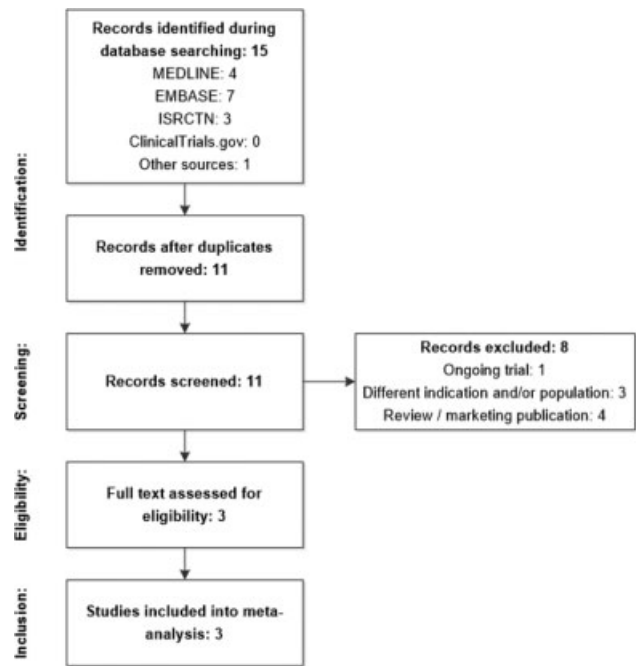 Identification:
Records identified during
database searching: 15
MEDLINE: 4
EMBASE: 7
ISRCTN: 3
ClinicalTrials.gov: 0
Other sources: 1
Records after duplicates
removed: 11
Screening:
Records screened: 11
Records excluded: 8
Ongoing trial: 1
Different indication and/or population: 3
Review / marketing publication: 4
Eligibility:
Full text assessed for
eligibility: 3
Inclusion:
Studies included into meta-
analysis: 3